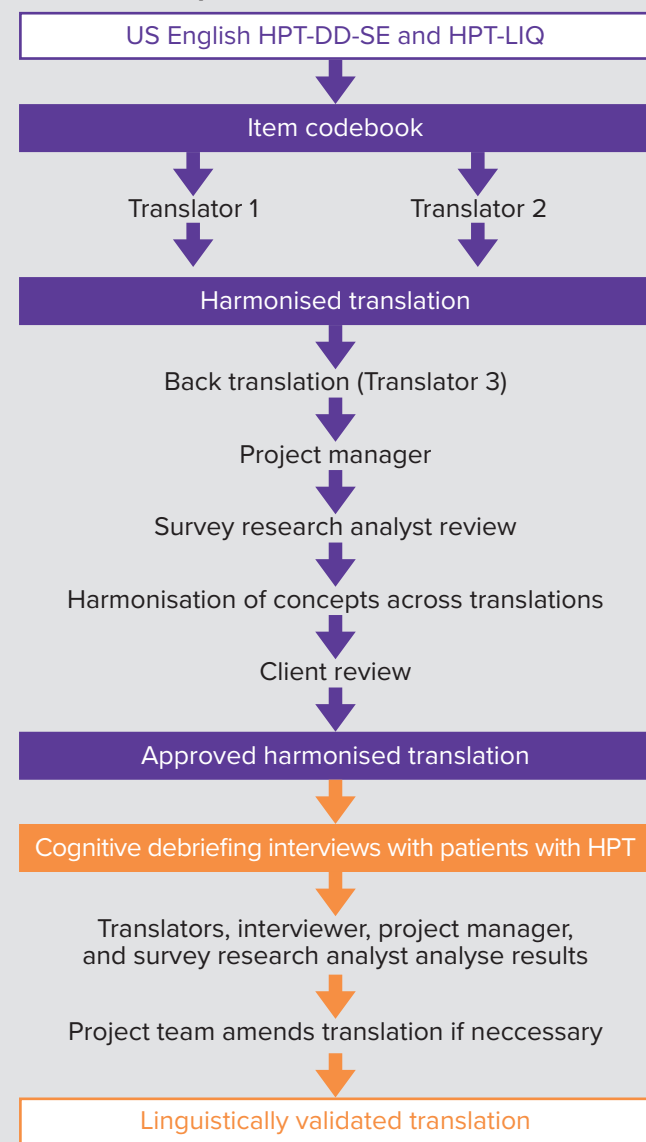 US English HPT-DD-SE and HPT-LIQ
Item codebook
Translator 1
Translator 2
Harmonised translation
Back translation (Translator 3)
Project manager
Survey research analyst review
Harmonisation of concepts across translations
Client review
Approved harmonised translation
Cognitive debriefing interviews with patients with HPT
Translators, interviewer, project manager,
and survey research analyst analyse results
Project team amends translation if neccessary
Linguistically validated translation